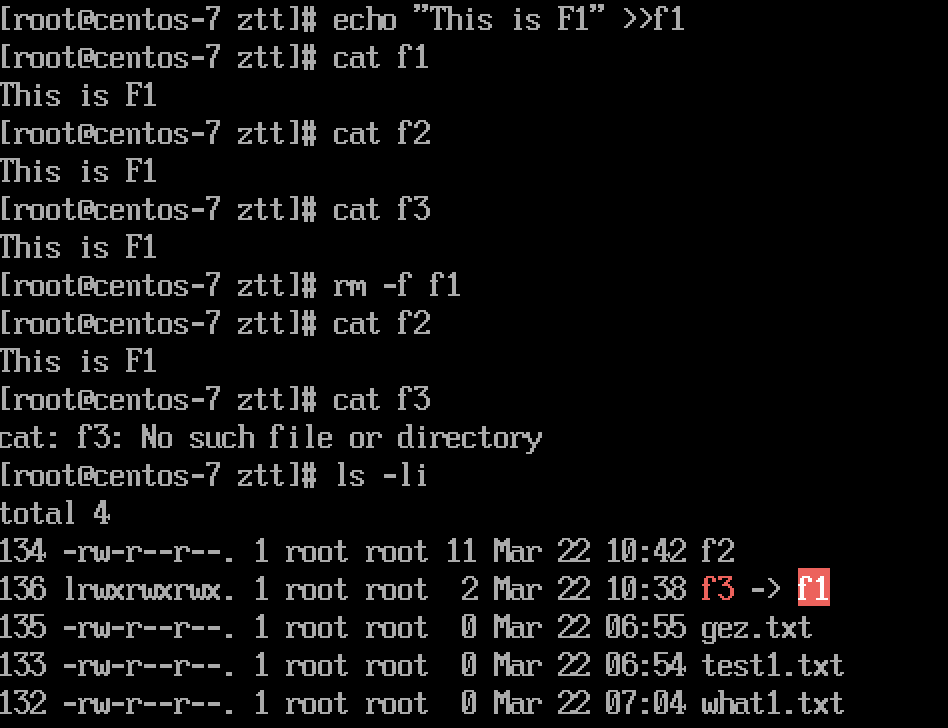 [root@centos-7 ztt]# echo "This is F1" >>f1
[root@centos-7 ztt]# cat f1
This is F1
[root@centos-7 ztt]# cat f2
This is F1
[root@centos-7 ztt]# cat f3
This is F1
[root@centos-7 ztt]# rm -f f1
[root@centos-7 ztt]# cat f2
This is F1
[root@centos-7 ztt]# cat f3
cat: f3: No such file or directory
[root@centos-7 ztt]# ls -li
total 4
134 -rw-r--r--. 1 root root 11 Mar 22 10:42 f2
136 lrwxrwxrwx. 1 root root  2 Mar 22 10:38 f3 -> f1
135 -rw-r--r--. 1 root root  0 Mar 22 06:55 gez.txt
133 -rw-r--r--. 1 root root  0 Mar 22 06:54 test1.txt
132 -rw-r--r--. 1 root root  0 Mar 22 07:04 what1.txt